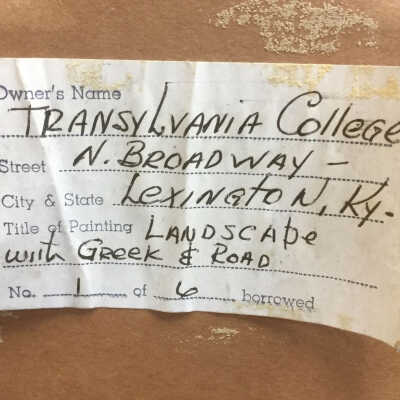 Owner's Name TRANSYLVANIA College
Street N. BROADWAY –
City & State LEXINGTON, Ky.
Title of Painting LANDSCAPE
with GREEK & ROAD
No. 1 of 6 borrowed